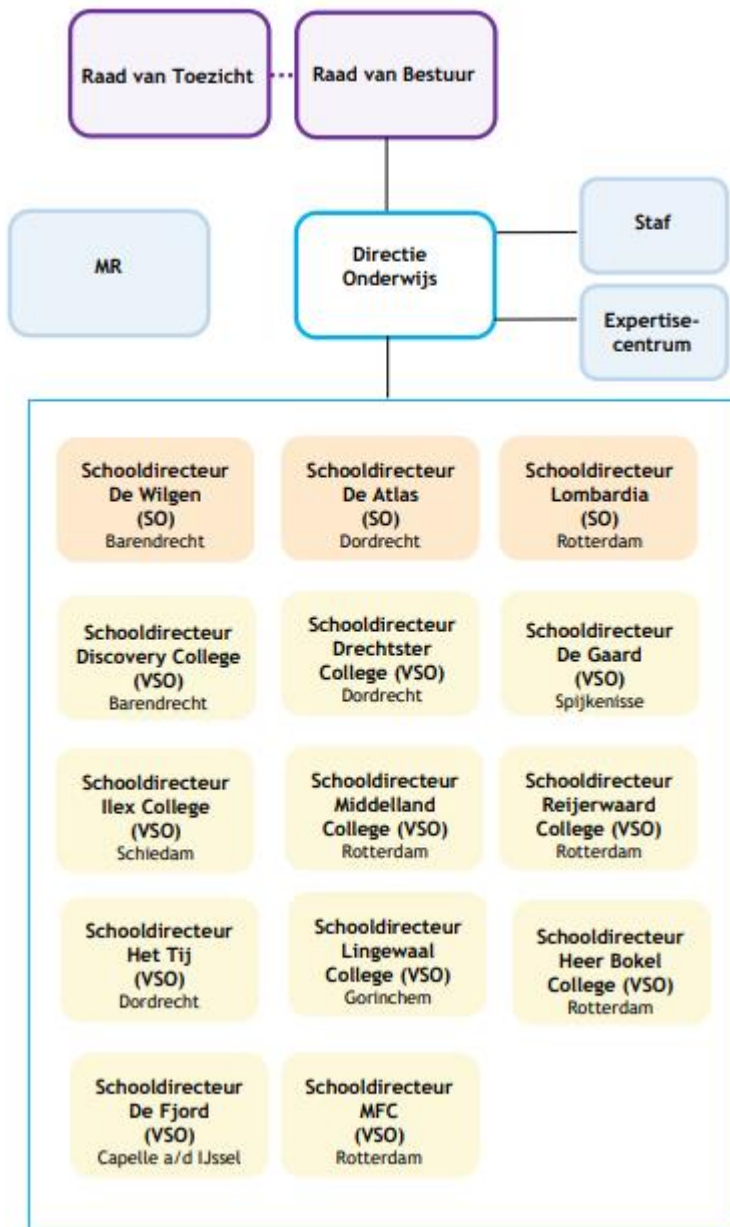 Raad van Toezicht
Raad van Bestuur
MR
Directie
Onderwijs
Staf
Expertise-
centrum
Schooldirecteur
De Wilgen
(SO)
Barendrecht
Schooldirecteur
De Atlas
(SO)
Dordrecht
Schooldirecteur
Lombardia
(SO)
Rotterdam
Schooldirecteur
Discovery College
(VSO)
Barendrecht
Schooldirecteur
Drechtster
College (VSO)
Dordrecht
Schooldirecteur
De Gaard
(VSO)
Spijkenisse
Schooldirecteur
Ilex College
(VSO)
Schiedam
Schooldirecteur
Middelland
College (VSO)
Rotterdam
Schooldirecteur
Reijerwaard
College (VSO)
Rotterdam
Schooldirecteur
Het Tij
(VSO)
Dordrecht
Schooldirecteur
Lingewaal
College (VSO)
Gorinchem
Schooldirecteur
Heer Bokel
College (VSO)
Rotterdam
Schooldirecteur
De Fjord
(VSO)
Capelle a/d IJssel
Schooldirecteur
MFC
(VSO)
Rotterdam